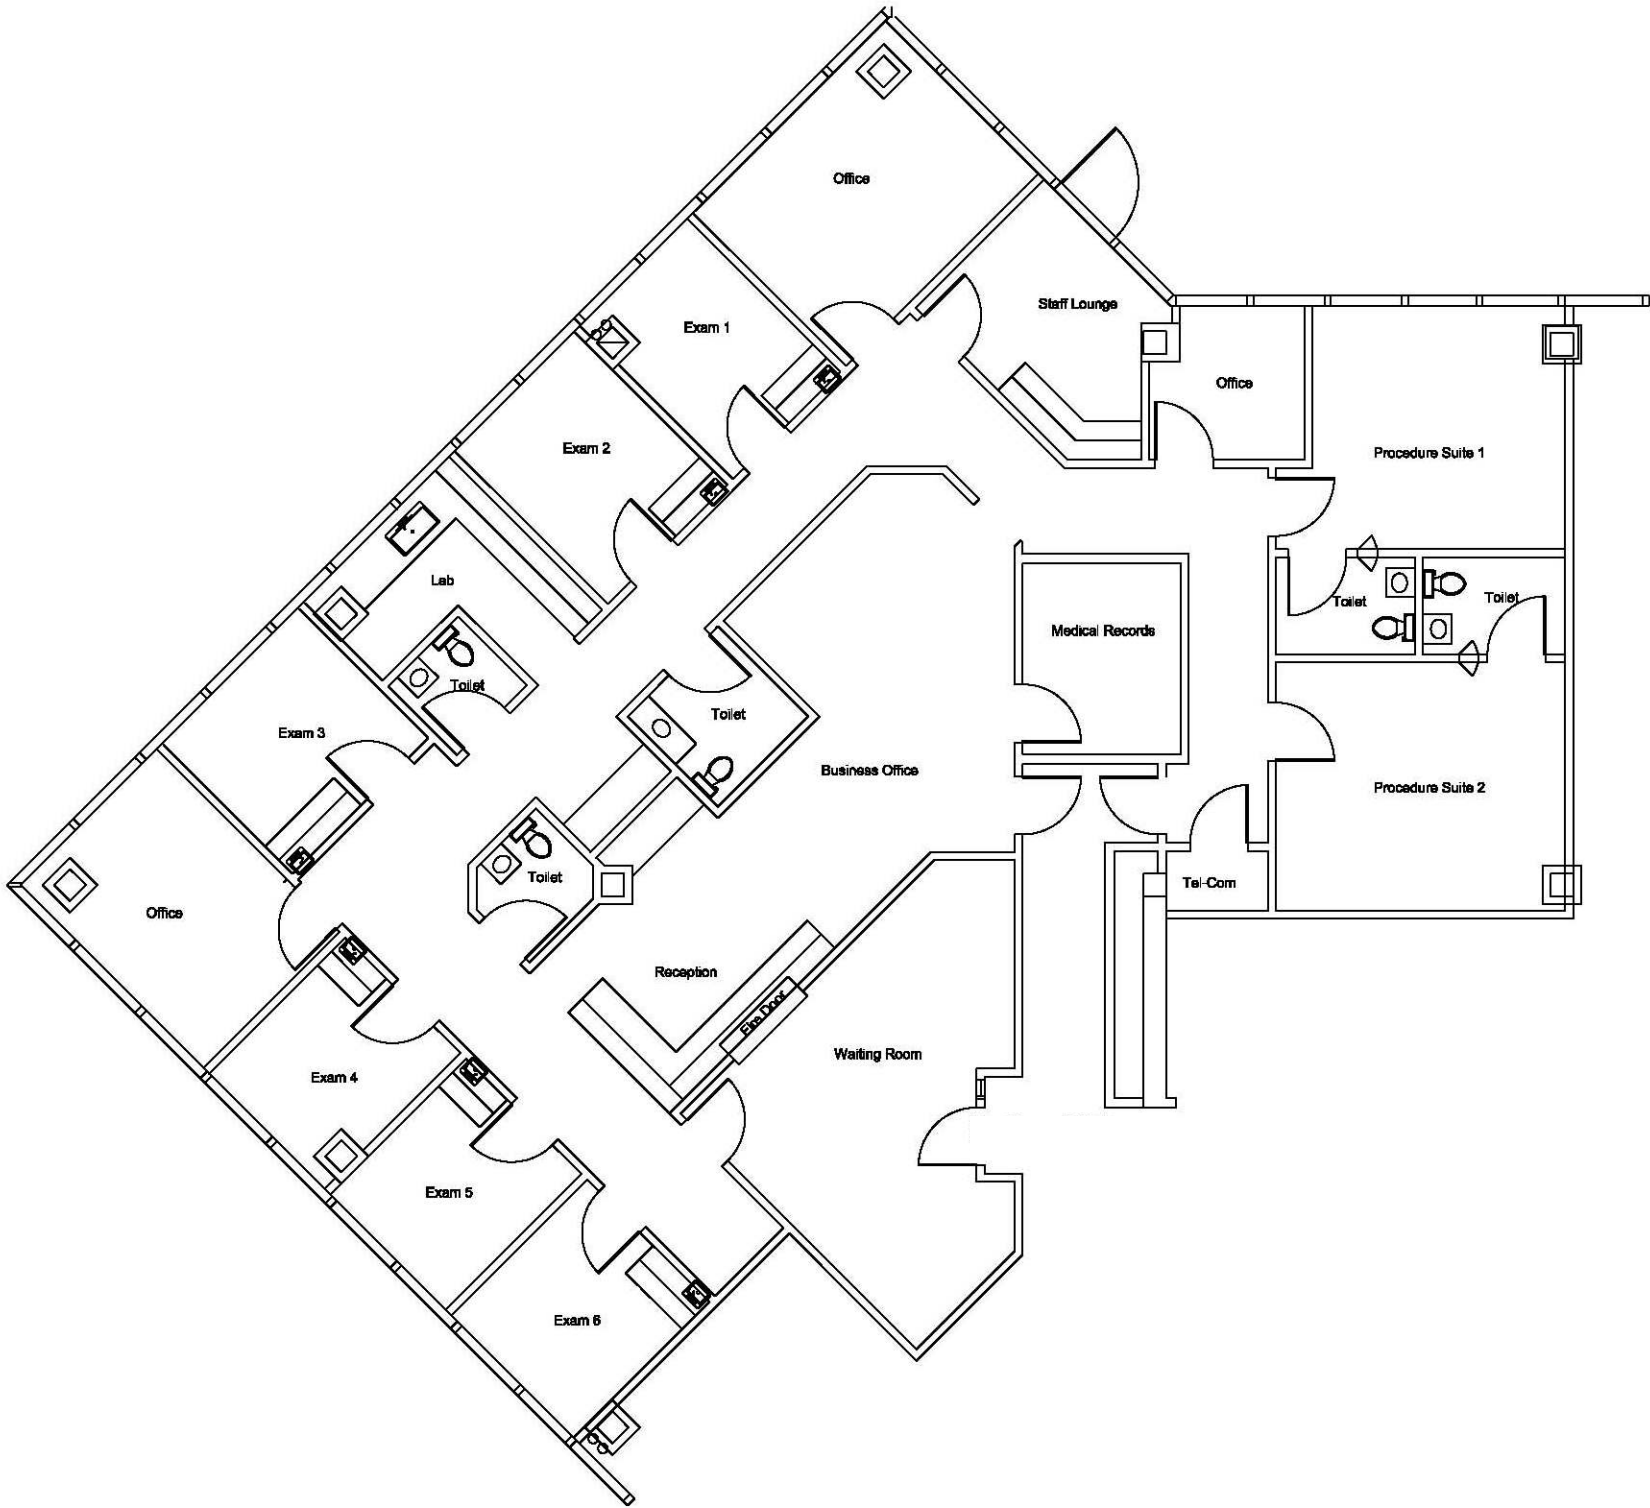 Office
Staff Lounge
Exam 1
Office
Exam 2
Procedure Suite 1
Lab
Toilet
Toilet
Medical Records
Toilet
Toilet
Exam 3
Business Office
Procedure Suite 2
Toilet
Tel-Com
Office
Reception
Fire Door
Waiting Room
Exam 4
Exam 5
Exam 6